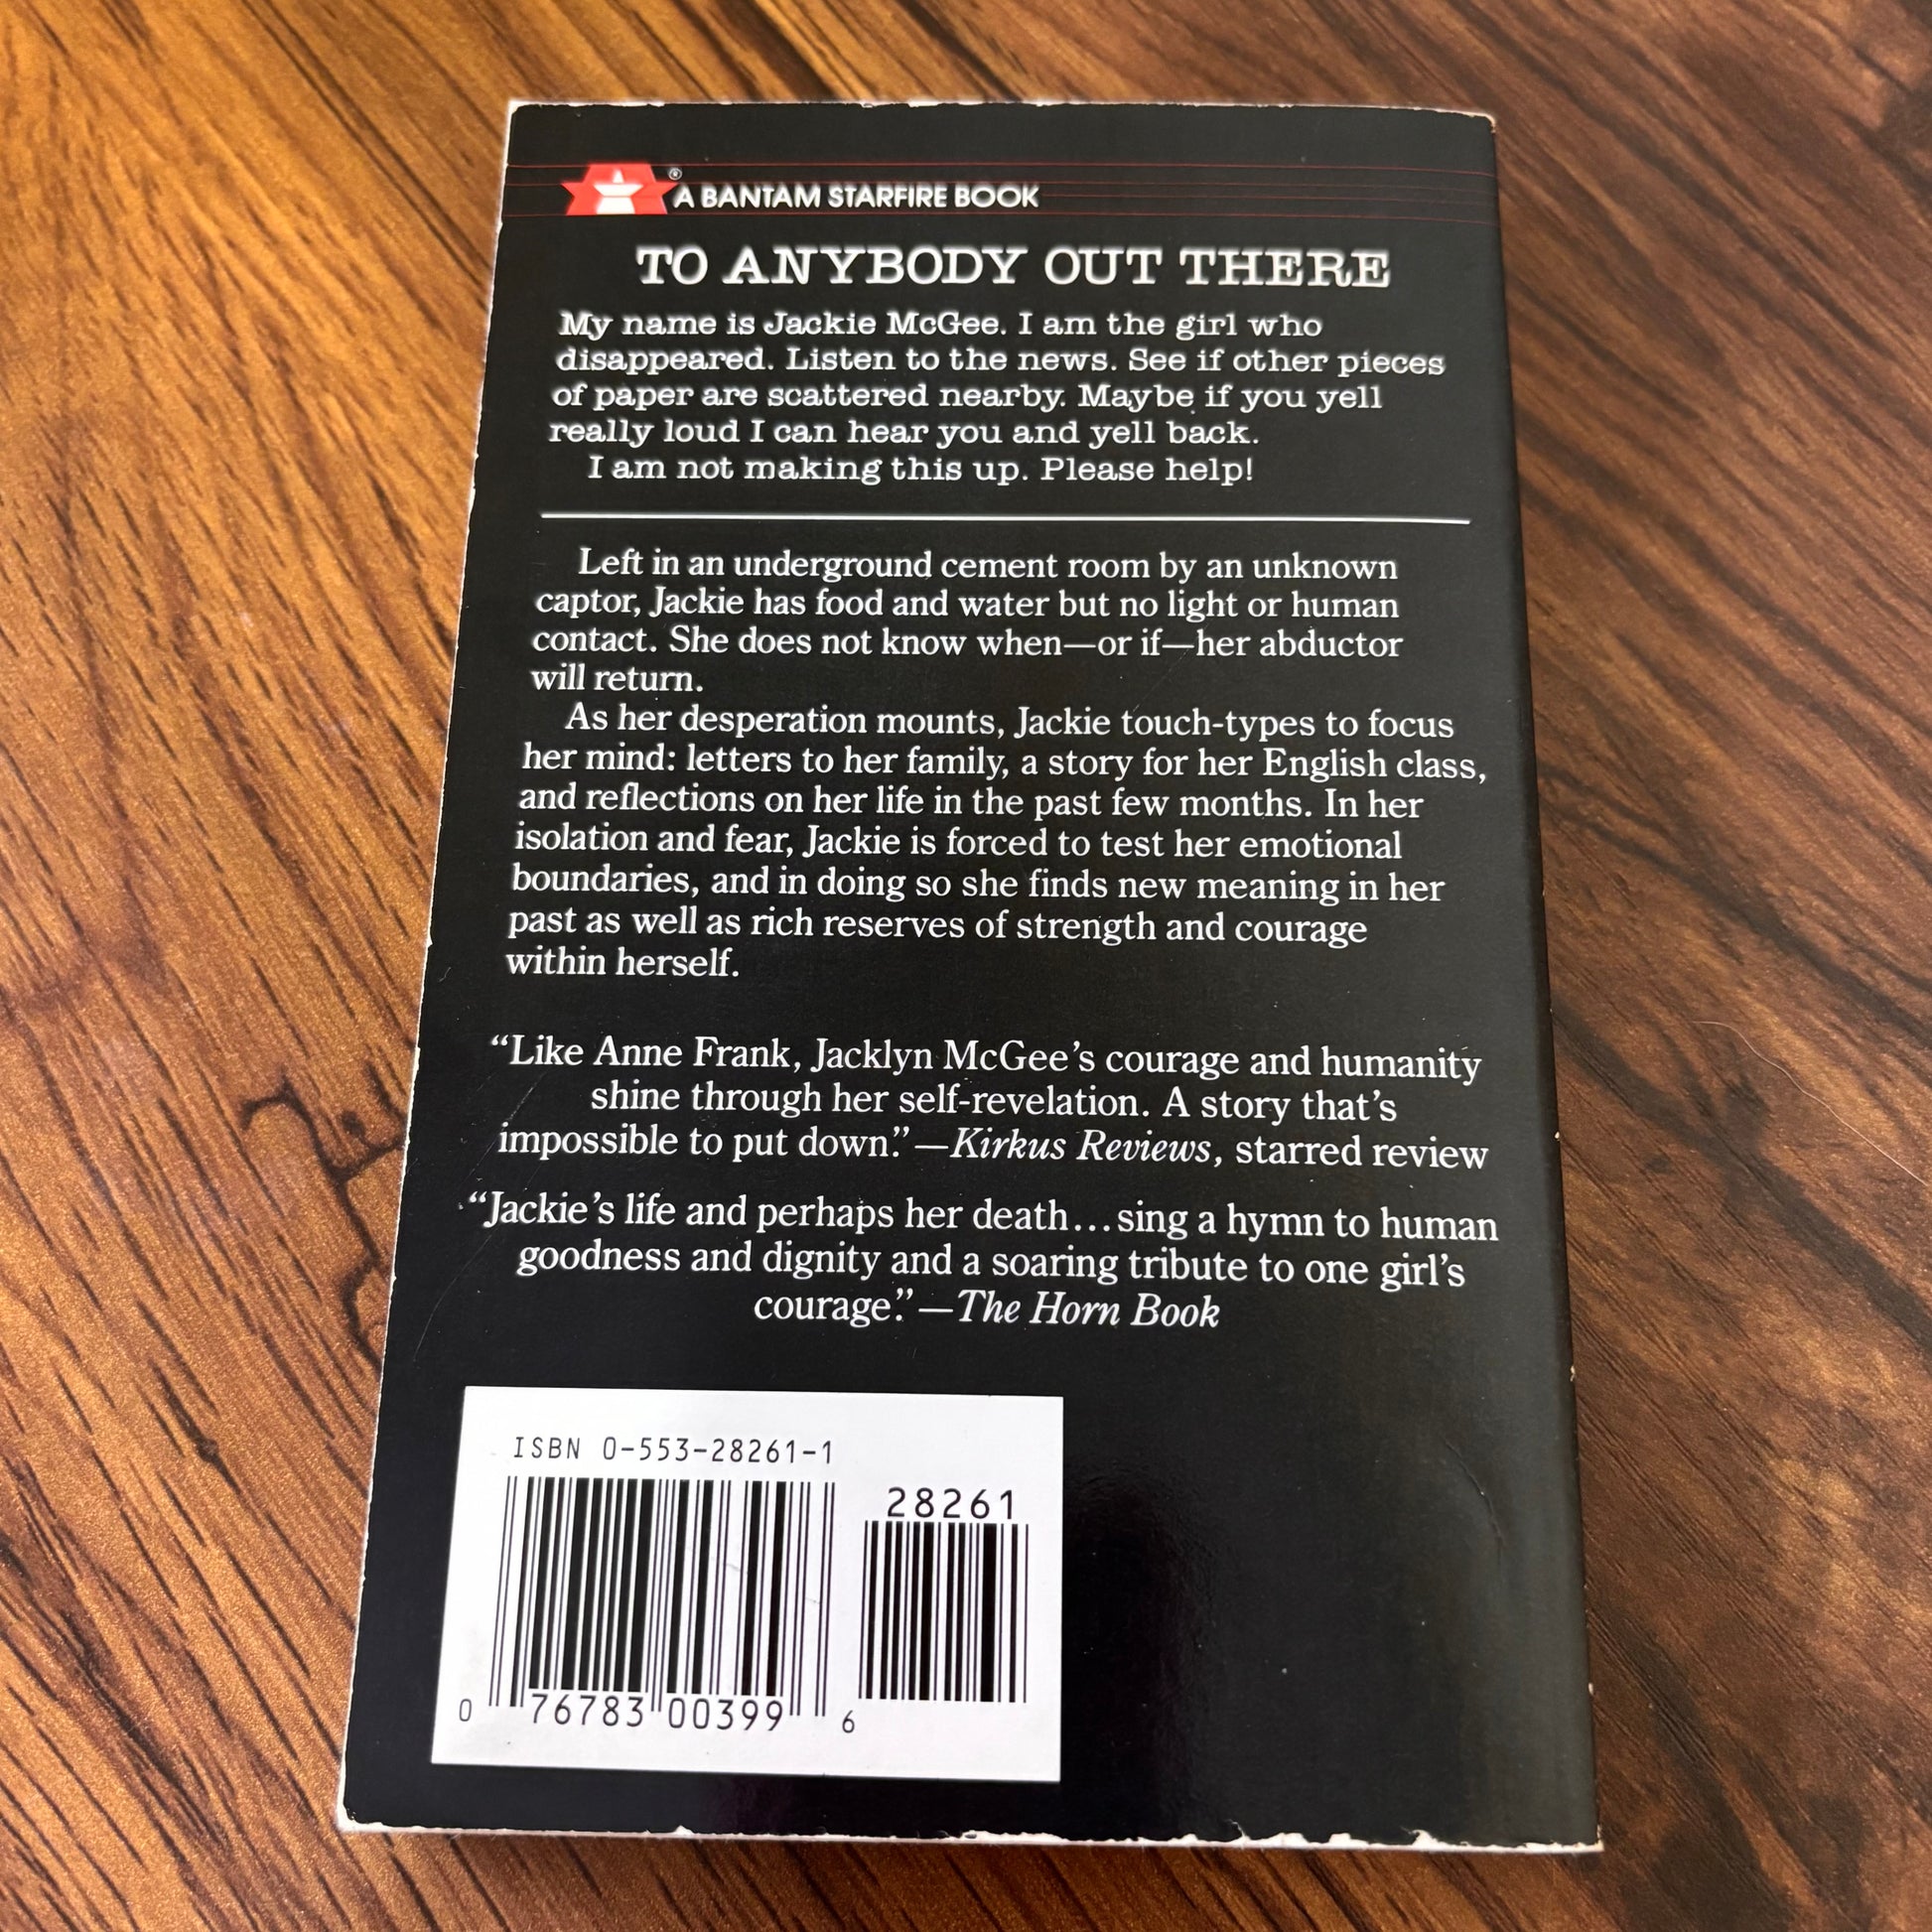 ® A BANTAM STARFIRE BOOK
TO ANYBODY OUT THERE
My name is Jackie McGee. I am the girl who
disappeared. Listen to the news. See if other pieces
of paper are scattered nearby. Maybe if you yell
really loud I can hear you and yell back.
I am not making this up. Please help!
Left in an underground cement room by an unknown
captor, Jackie has food and water but no light or human
contact. She does not know when—or if—her abductor
will return.
As her desperation mounts, Jackie touch-types to focus
her mind: letters to her family, a story for her English class,
and reflections on her life in the past few months. In her
isolation and fear, Jackie is forced to test her emotional
boundaries, and in doing so she finds new meaning in her
past as well as rich reserves of strength and courage
within herself.
“Like Anne Frank, Jacklyn McGee’s courage and humanity
shine through her self-revelation. A story that’s
impossible to put down.”—Kirkus Reviews, starred review
“Jackie’s life and perhaps her death...sing a hymn to human
goodness and dignity and a soaring tribute to one girl’s
courage.”—The Horn Book
ISBN 0-553-28261-1
28261
0 76783 00399 6